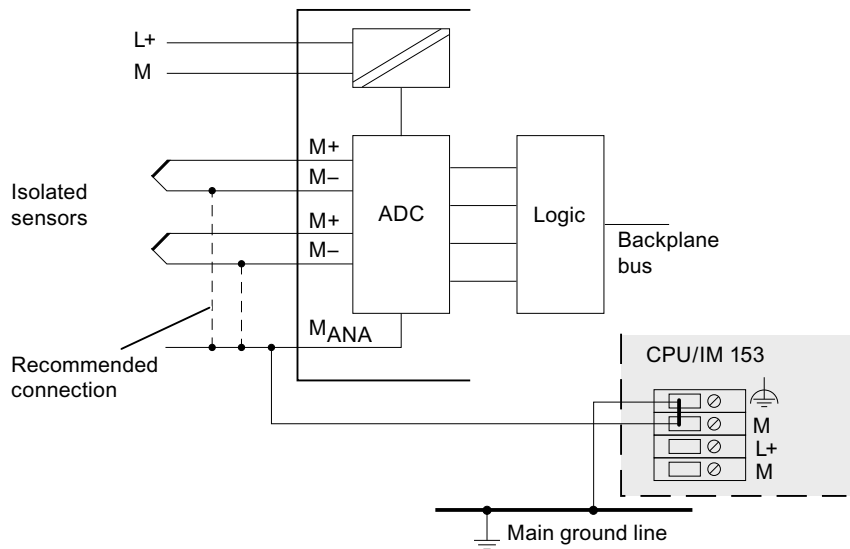 L+
M
M+
M–
M+
M–
Isolated
sensors
ADC
Logic
Backplane
bus
MANA
Recommended
connection
CPU/IM 153
M
L+
M
Main ground line